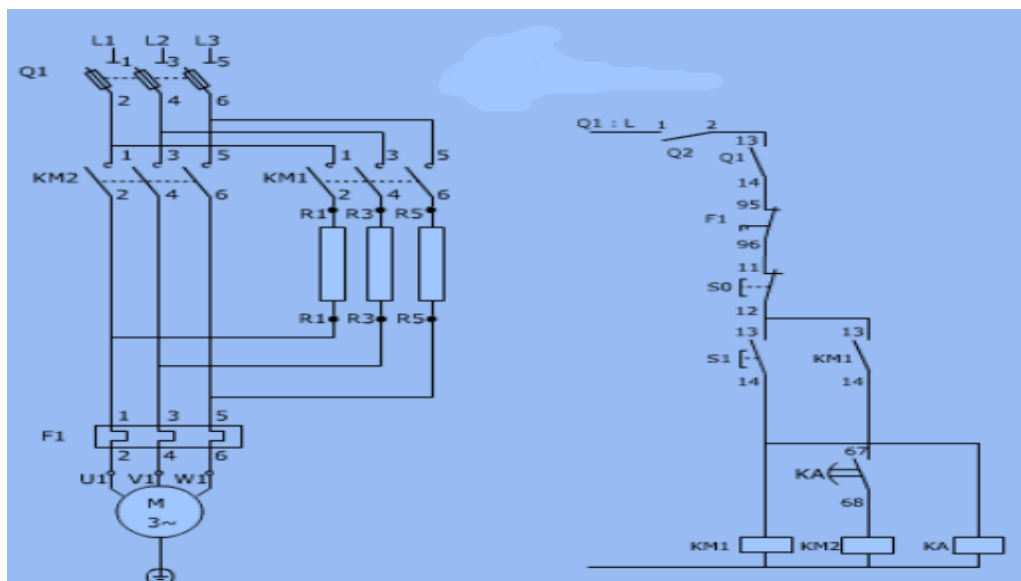 L1 L2 L3
1 3 5
Q1
2 4 6
1 3 5
KM2
2 4 6
1 3 5
KM1
2 4 6
R1 R3 R5
R1 R3 R5
1 3 5
F1
2 4 6
U1 V1 W1
M
3~
Q1 : L 1 2
Q2
13
Q1
14
95
F1
96
11
S0
12
13 13
S1 KM1
14 14
67
KA
68
KM1 KM2 KA